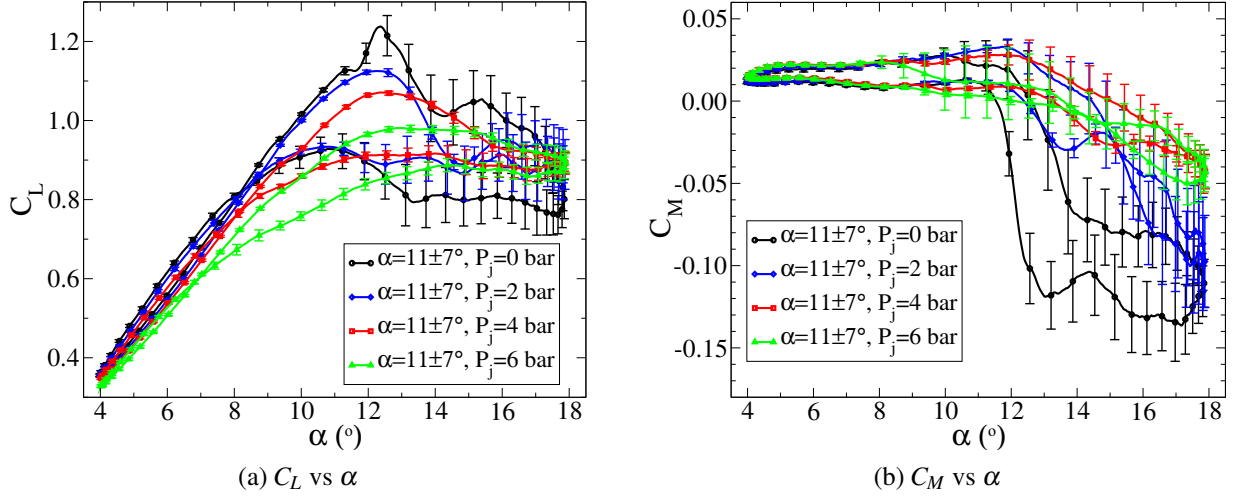 1.2
1.0
0.8
0.6
0.4
C_L
4 6 8 10 12 14 16 18
α (°)
α=11±7°, P_j=0 bar
α=11±7°, P_j=2 bar
α=11±7°, P_j=4 bar
α=11±7°, P_j=6 bar
(a) C_L vs α
0.05
0.00
-0.05
-0.10
-0.15
C_M
4 6 8 10 12 14 16 18
α (°)
α=11±7°, P_j=0 bar
α=11±7°, P_j=2 bar
α=11±7°, P_j=4 bar
α=11±7°, P_j=6 bar
(b) C_M vs α